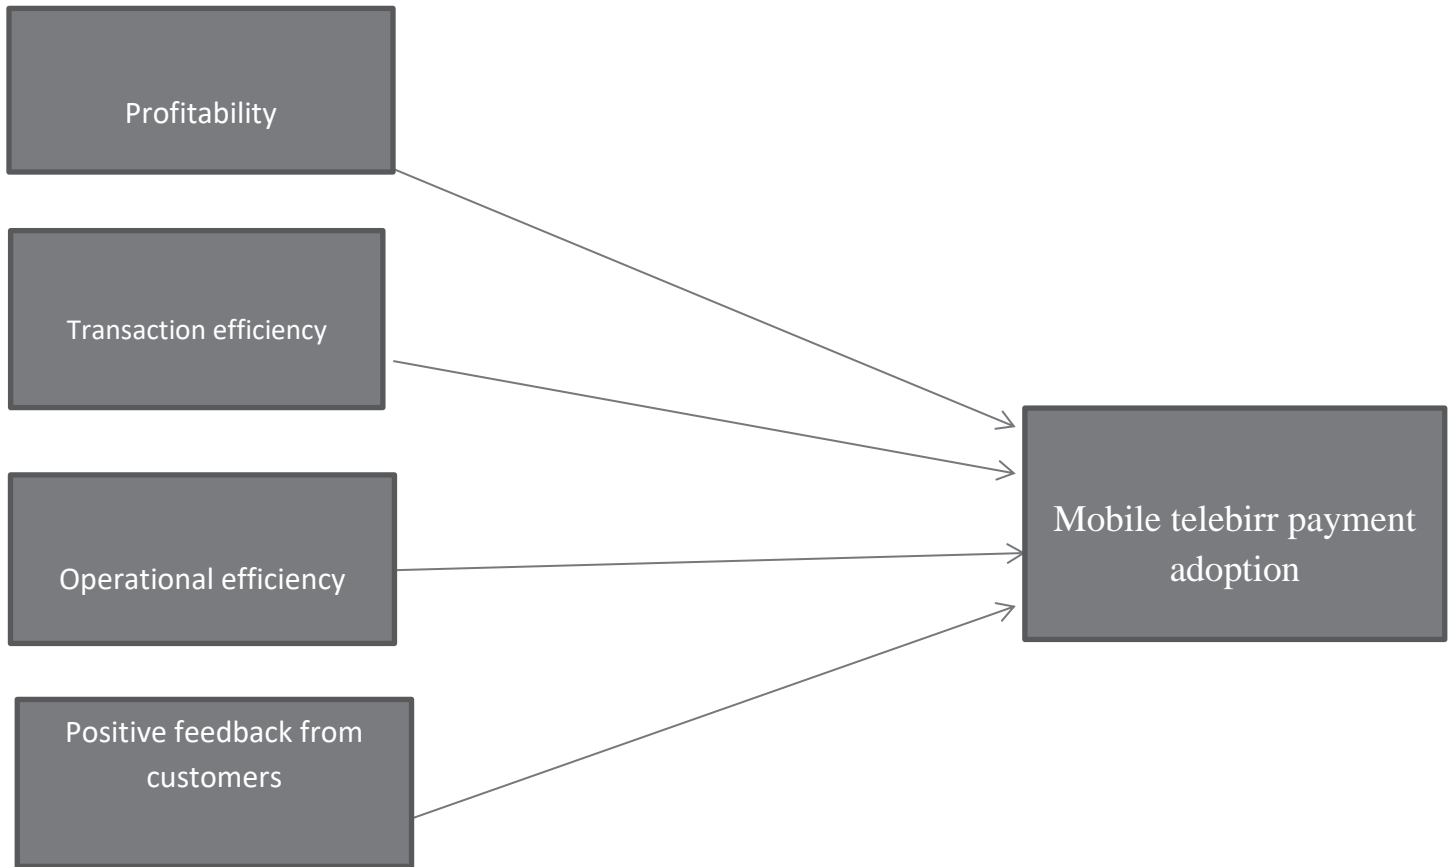 Profitability
Transaction efficiency
Operational efficiency
Positive feedback from
customers
Mobile telebirr payment
adoption